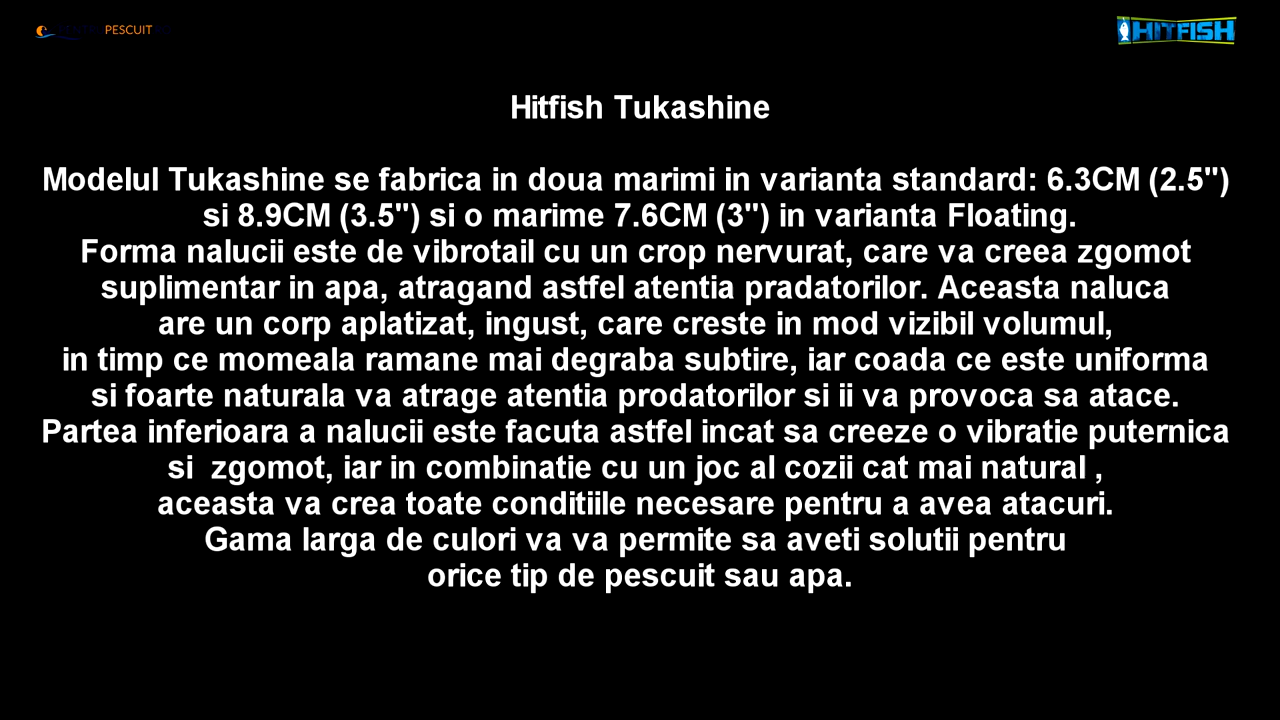 PESCUIT
HITFISH
Hitfish Tukashine
Modelul Tukashine se fabrica in doua marimi in varianta standard: 6.3CM (2.5")
si 8.9CM (3.5") si o marime 7.6CM (3") in varianta Floating.
Forma nalucii este de vibrotail cu un crop nervurat, care va creea zgomot
suplimentar in apa, atragand astfel atentia pradatorilor. Aceasta naluca
are un corp aplatizat, ingust, care creste in mod vizibil volumul,
in timp ce momeala ramane mai degraba subtire, iar coada ce este uniforma
si foarte naturala va atrage atentia prodatorilor si ii va provoca sa atace.
Partea inferioara a nalucii este facuta astfel incat sa creeze o vibratie puternica
si  zgomot, iar in combinatie cu un joc al cozii cat mai natural ,
aceasta va crea toate conditiile necesare pentru a avea atacuri.
Gama larga de culori va va permite sa aveti solutii pentru
orice tip de pescuit sau apa.